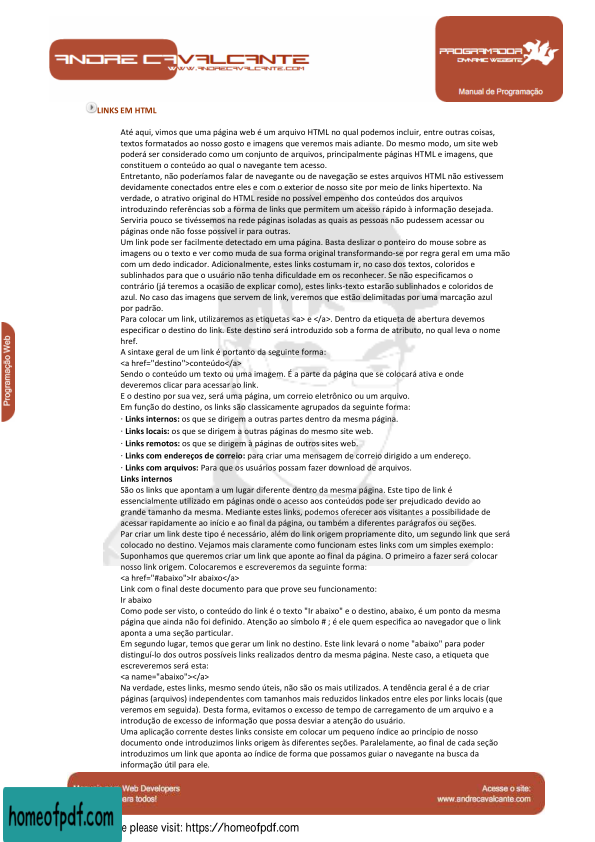 ANDRE CAVALCANTE
WWW.ANDRECAVALCANTE.COM
PROGRAMADOR
DYNAMIC WEBSITE
Manual de Programação
LINKS EM HTML
Até aqui, vimos que uma página web é um arquivo HTML no qual podemos incluir, entre outras coisas,
textos formatados ao nosso gosto e imagens que veremos mais adiante. Do mesmo modo, um site web
poderá ser considerado como um conjunto de arquivos, principalmente páginas HTML e imagens, que
constituem o conteúdo ao qual o navegante tem acesso.
Entretanto, não poderíamos falar de navegante ou de navegação se estes arquivos HTML não estivessem
devidamente conectados entre eles e com o exterior de nosso site por meio de links hipertexto. Na
verdade, o atrativo original do HTML reside no possível empenho dos conteúdos dos arquivos
introduzindo referências sob a forma de links que permitem um acesso rápido à informação desejada.
Serviria pouco se tivéssemos na rede páginas isoladas as quais as pessoas não pudessem acessar ou
páginas onde não fosse possível ir para outras.
Um link pode ser facilmente detectado em uma página. Basta deslizar o ponteiro do mouse sobre as
imagens ou o texto e ver como muda de sua forma original transformando-se por regra geral em uma mão
com um dedo indicador. Adicionalmente, estes links costumam ir, no caso dos textos, coloridos e
sublinhados para que o usuário não tenha dificuldade em os reconhecer. Se não especificamos o
contrário (já teremos a ocasião de explicar como), estes links-texto estarão sublinhados e coloridos de
azul. No caso das imagens que servem de link, veremos que estão delimitadas por uma marcação azul
por padrão.
Para colocar um link, utilizaremos as etiquetas <a> e </a>. Dentro da etiqueta de abertura devemos
especificar o destino do link. Este destino será introduzido sob a forma de atributo, no qual leva o nome
href.
A sintaxe geral de um link é portanto da seguinte forma:
<a href="destino">conteúdo</a>
Sendo o conteúdo um texto ou uma imagem. É a parte da página que se colocará ativa e onde
deveremos clicar para acessar ao link.
E o destino por sua vez, será uma página, um correio eletrônico ou um arquivo.
Em função do destino, os links são classicamente agrupados da seguinte forma:
· Links internos: os que se dirigem a outras partes dentro da mesma página.
· Links locais: os que se dirigem a outras páginas do mesmo site web.
· Links remotos: os que se dirigem à páginas de outros sites web.
· Links com endereços de correio: para criar uma mensagem de correio dirigido a um endereço.
· Links com arquivos: Para que os usuários possam fazer download de arquivos.
Links internos
São os links que apontam a um lugar diferente dentro da mesma página. Este tipo de link é
essencialmente utilizado em páginas onde o acesso aos conteúdos pode ser prejudicado devido ao
grande tamanho da mesma. Mediante estes links, podemos oferecer aos visitantes a possibilidade de
acessar rapidamente ao início e ao final da página, ou também a diferentes parágrafos ou seções.
Par criar um link deste tipo é necessário, além do link origem propriamente dito, um segundo link que será
colocado no destino. Vejamos mais claramente como funcionam estes links com um simples exemplo:
Suponhamos que queremos criar um link que aponte ao final da página. O primeiro a fazer será colocar
nosso link origem. Colocaremos e escreveremos da seguinte forma:
<a href="#abaixo">Ir abaixo</a>
Link com o final deste documento para que prove seu funcionamento:
Ir abaixo
Como pode ser visto, o conteúdo do link é o texto "Ir abaixo" e o destino, abaixo, é um ponto da mesma
página que ainda não foi definido. Atenção ao símbolo # ; é ele quem especifica ao navegador que o link
aponta a uma seção particular.
Em segundo lugar, temos que gerar um link no destino. Este link levará o nome "abaixo" para poder
distinguí-lo dos outros possíveis links realizados dentro da mesma página. Neste caso, a etiqueta que
escreveremos será esta:
<a name="abaixo"></a>
Na verdade, estes links, mesmo sendo úteis, não são os mais utilizados. A tendência geral é a de criar
páginas (arquivos) independentes com tamanhos mais reduzidos linkados entre eles por links locais (que
veremos em seguida). Desta forma, evitamos o excesso de tempo de carregamento de um arquivo e a
introdução de excesso de informação que possa desviar a atenção do usuário.
Uma aplicação corrente destes links consiste em colocar um pequeno índice ao princípio de nosso
documento onde introduzimos links origem às diferentes seções. Paralelamente, ao final de cada seção
introduzimos um link que aponta ao índice de forma que possamos guiar o navegante na busca da
informação útil para ele.
Programação Web
Web Developers
para todos!
Acesse o site:
www.andrecavalcante.com
homeofpdf.com
e please visit: https://homeofpdf.com